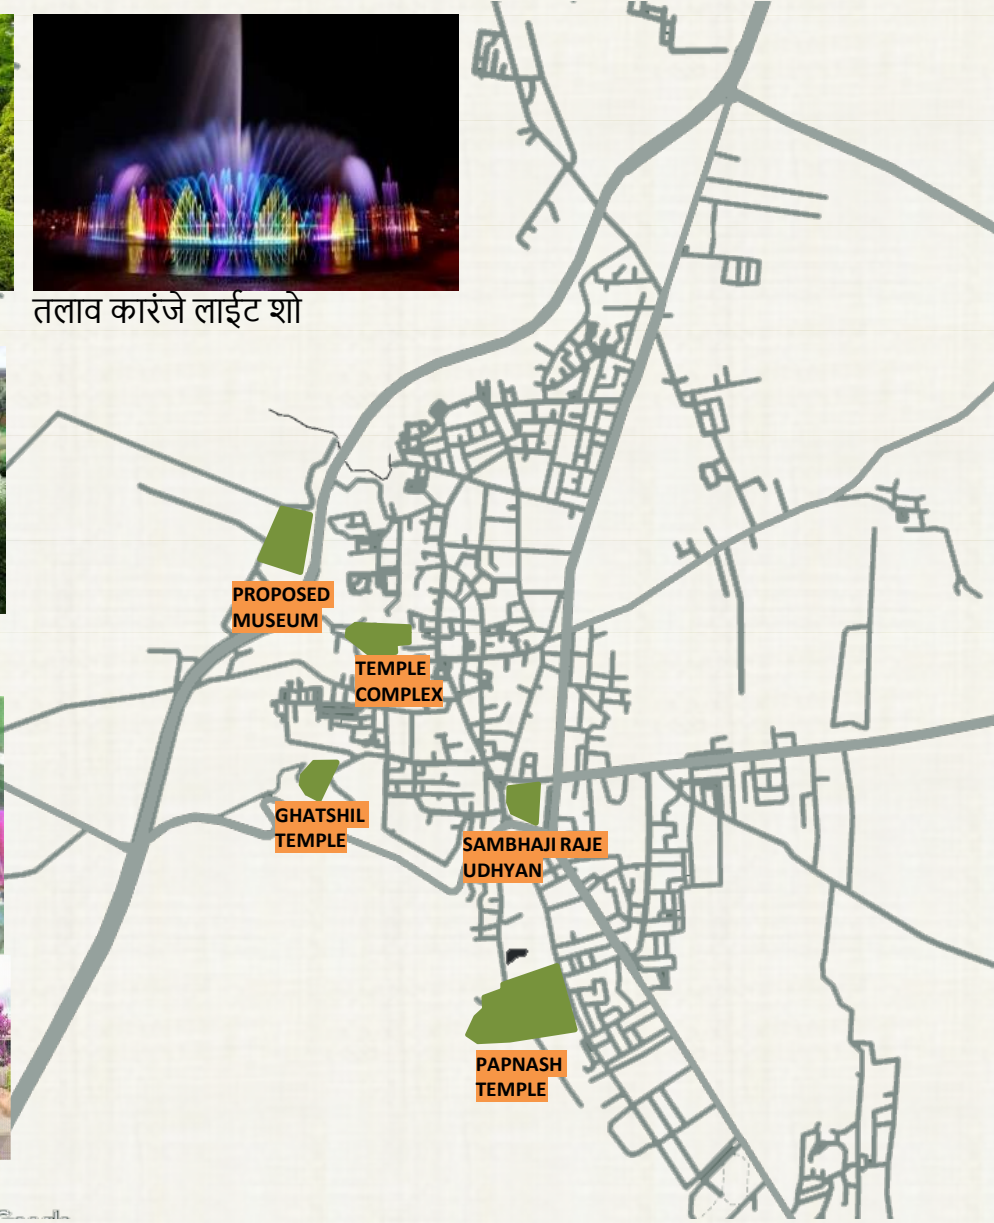 तलाव कारंजे लाईट शो
PROPOSED
MUSEUM
TEMPLE
COMPLEX
GHATSHIL
TEMPLE
SAMBHAJI RAJE
UDHYAN
PAPNASH
TEMPLE